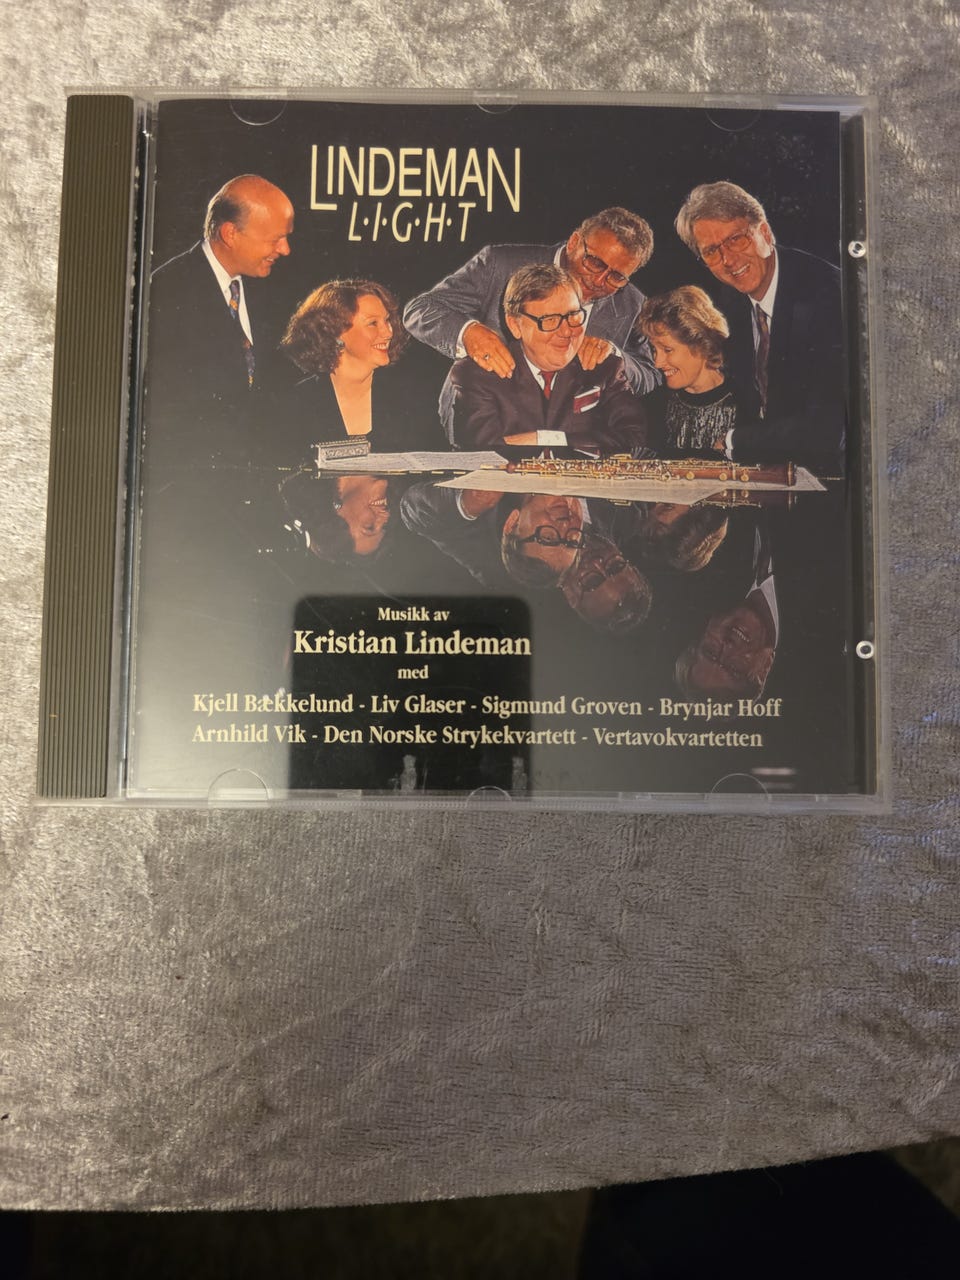 LINDEMAN
L·I·G·H·T
Musikk av
Kristian Lindeman
med
Kjell Bækkelund - Liv Glaser - Sigmund Groven - Brynjar Hoff
Arnhild Vik - Den Norske Strykekvartett - Vertavokvartetten